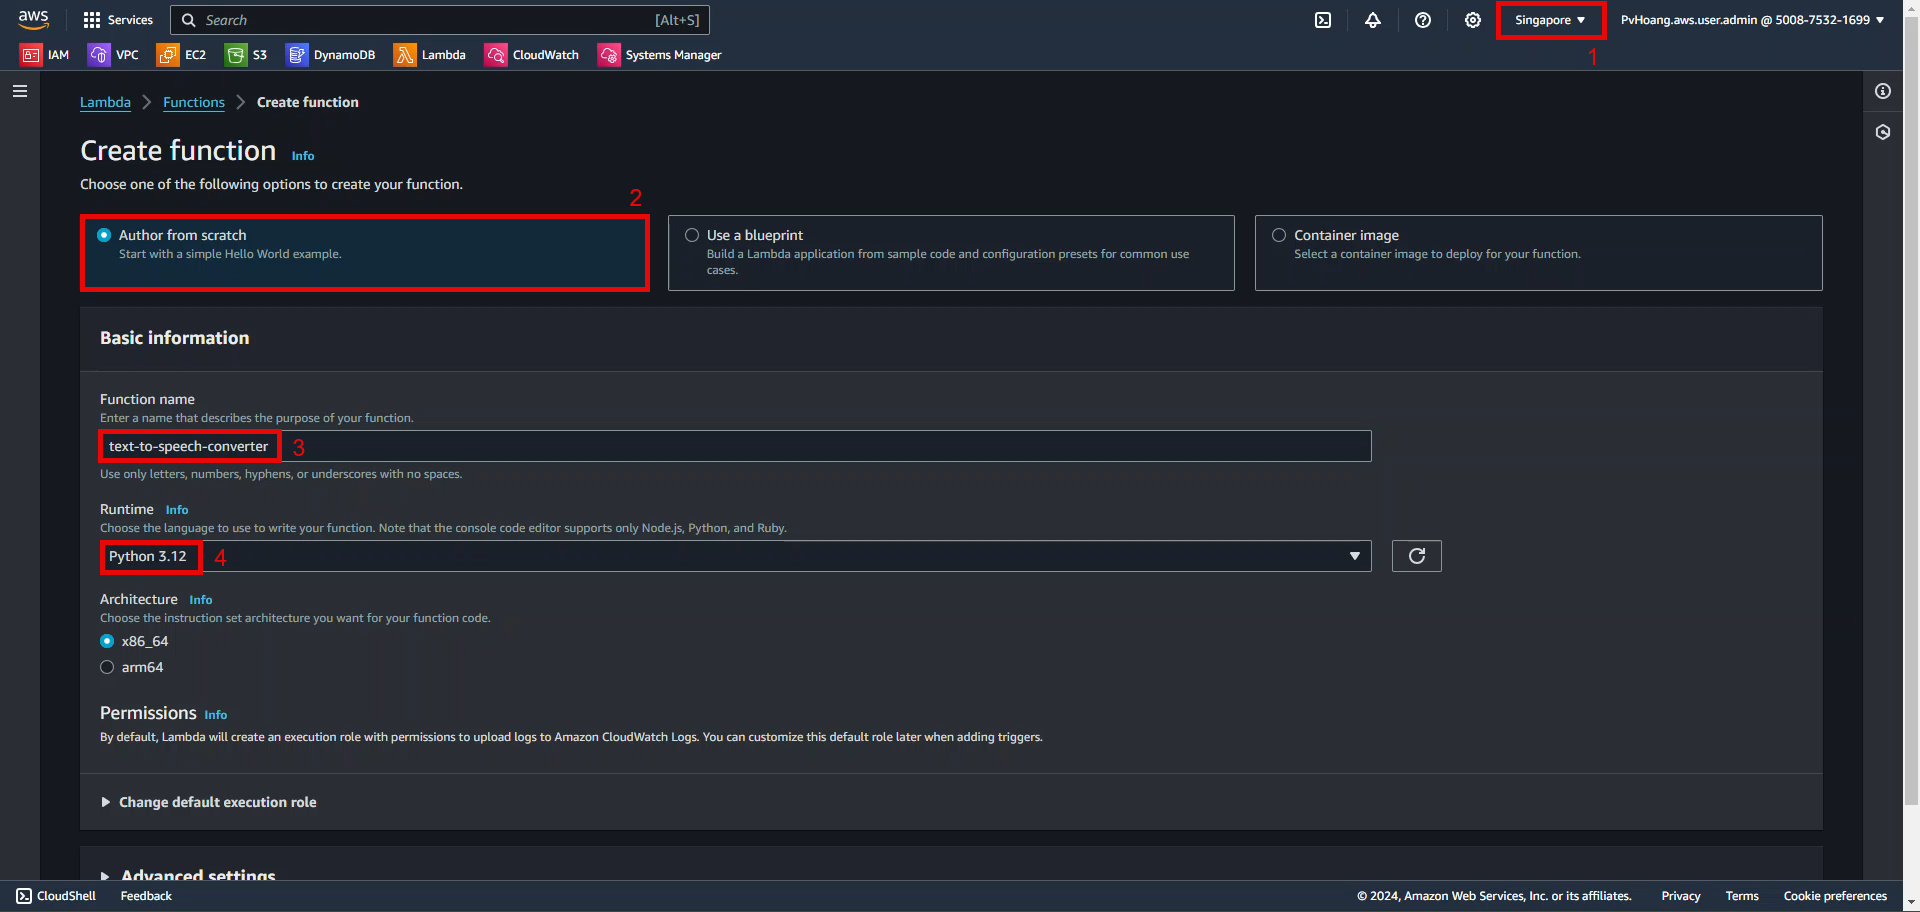 aws
Services
Search [Alt+S]
Singapore
PvHoang.aws.user.admin @ 5008-7532-1699
1
IAM VPC EC2 S3 DynamoDB Lambda CloudWatch Systems Manager
Lambda Functions Create function
Create function Info
Choose one of the following options to create your function.
2
Author from scratch
Start with a simple Hello World example.
Use a blueprint
Build a Lambda application from sample code and configuration presets for common use
cases.
Container image
Select a container image to deploy for your function.
Basic information
Function name
Enter a name that describes the purpose of your function.
text-to-speech-converter 3
Use only letters, numbers, hyphens, or underscores with no spaces.
Runtime Info
Choose the language to use to write your function. Note that the console code editor supports only Node.js, Python, and Ruby.
Python 3.12 4
Architecture Info
Choose the instruction set architecture you want for your function code.
x86_64
arm64
Permissions Info
By default, Lambda will create an execution role with permissions to upload logs to Amazon CloudWatch Logs. You can customize this default role later when adding triggers.
Change default execution role
Advanced settings
CloudShell Feedback © 2024, Amazon Web Services, Inc. or its affiliates. Privacy Terms Cookie preferences